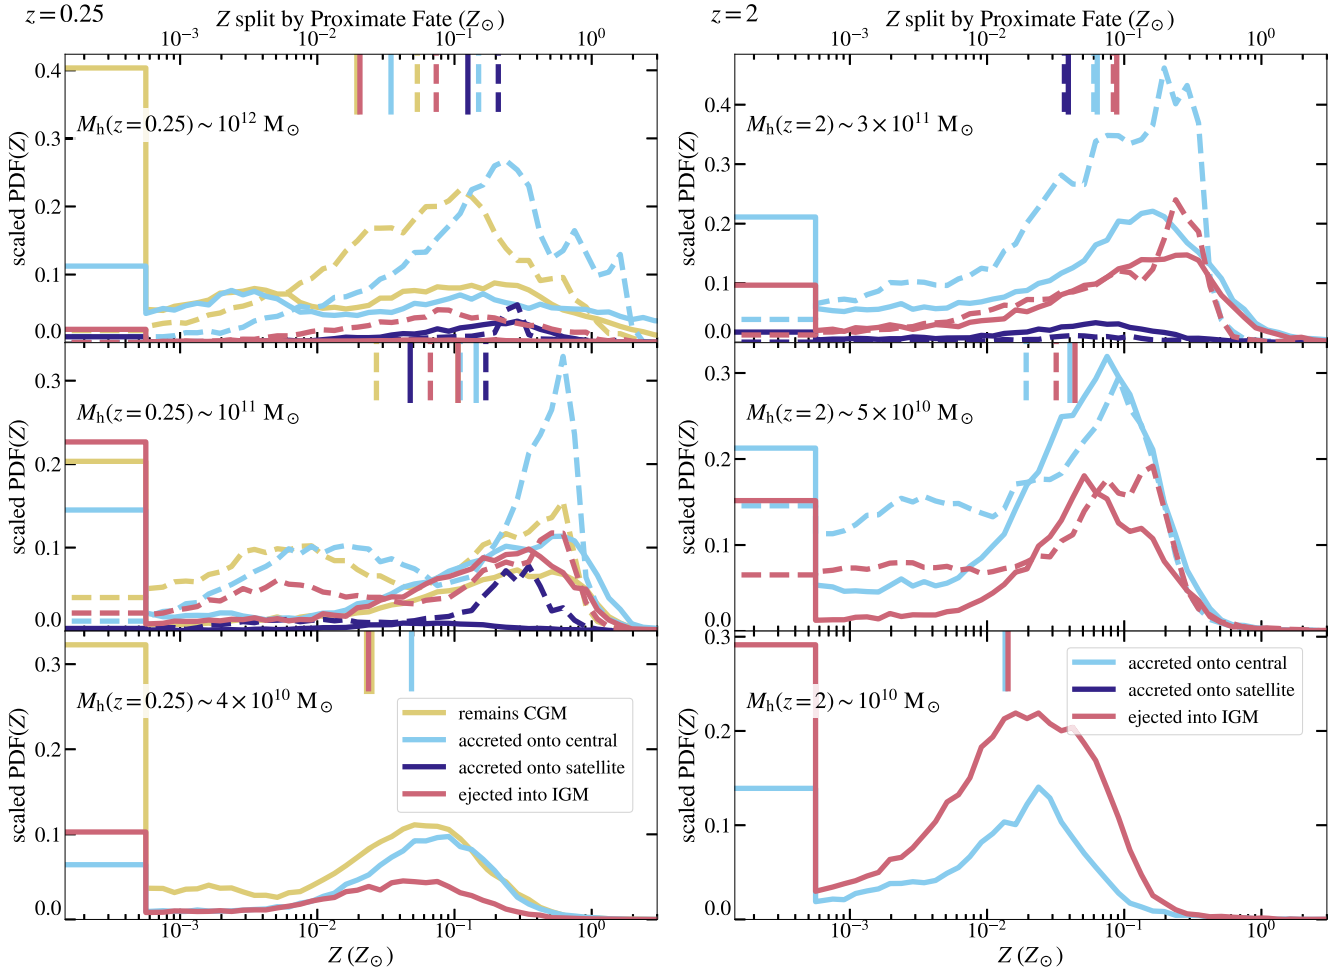 z = 0.25
Z split by Proximate Fate (Z⊙)
z = 2
Z split by Proximate Fate (Z⊙)
10⁻³ 10⁻² 10⁻¹ 10⁰
10⁻³ 10⁻² 10⁻¹ 10⁰
scaled PDF(Z)
0.4
0.3
0.2
0.1
0.0
Mh(z = 0.25) ~ 10¹² M⊙
scaled PDF(Z)
0.4
0.3
0.2
0.1
0.0
Mh(z = 2) ~ 3 × 10¹¹ M⊙
scaled PDF(Z)
0.3
0.2
0.1
0.0
Mh(z = 0.25) ~ 10¹¹ M⊙
scaled PDF(Z)
0.3
0.2
0.1
0.0
Mh(z = 2) ~ 5 × 10¹⁰ M⊙
scaled PDF(Z)
0.3
0.2
0.1
0.0
Mh(z = 0.25) ~ 4 × 10¹⁰ M⊙
remains CGM
accreted onto central
accreted onto satellite
ejected into IGM
scaled PDF(Z)
0.3
0.2
0.1
0.0
Mh(z = 2) ~ 10¹⁰ M⊙
accreted onto central
accreted onto satellite
ejected into IGM
10⁻³ 10⁻² 10⁻¹ 10⁰
Z (Z⊙)
10⁻³ 10⁻² 10⁻¹ 10⁰
Z (Z⊙)